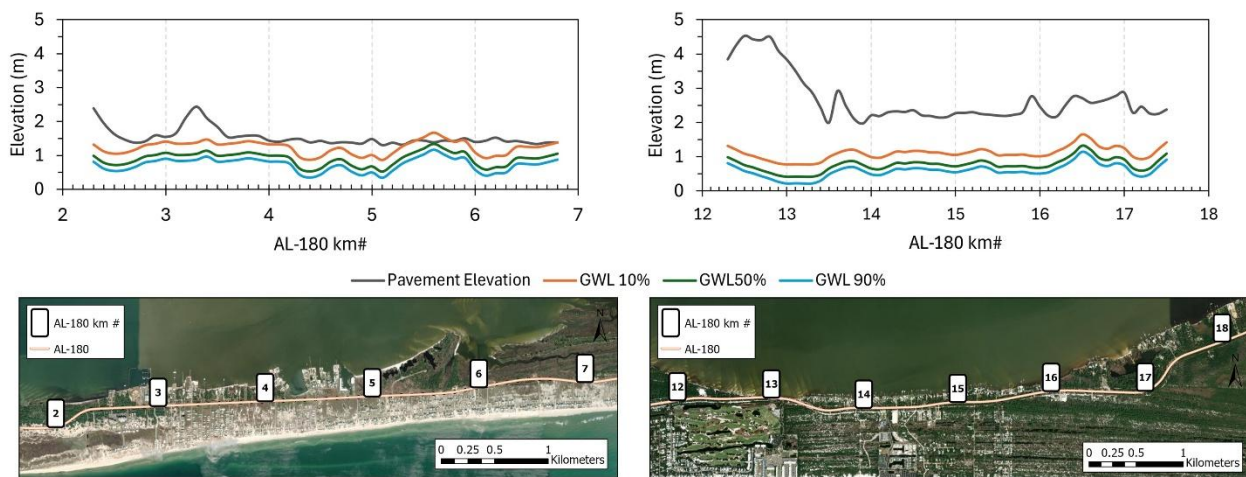 5
4
3
2
1
0
Elevation (m)
2 3 4 5 6 7
AL-180 km#
5
4
3
2
1
0
Elevation (m)
12 13 14 15 16 17 18
AL-180 km#
Pavement Elevation GWL 10% GWL50% GWL 90%
AL-180 km #
AL-180
N
2 3 4 5 6 7
0 0.25 0.5 1
Kilometers
AL-180 km #
AL-180
N
12 13 14 15 16 17 18
0 0.25 0.5 1
Kilometers